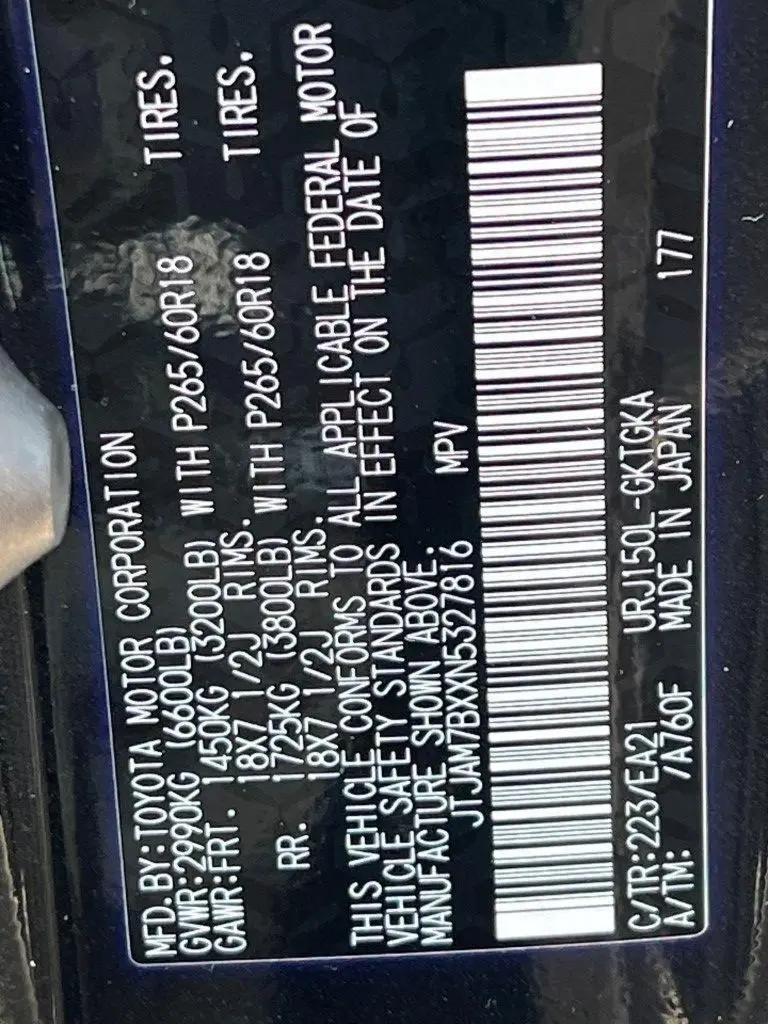 MFD.BY:TOYOTA MOTOR CORPORATION
GVWR:2990KG (6600LB)
GAWR:FRT. 1450KG (3200LB) WITH P265/60R18 TIRES,
18X7 1/2J RIMS.
RR. 1725KG (3800LB) WITH P265/60R18 TIRES,
18X7 1/2J RIMS.
THIS VEHICLE CONFORMS TO ALL APPLICABLE FEDERAL MOTOR
VEHICLE SAFETY STANDARDS IN EFFECT ON THE DATE OF
MANUFACTURE SHOWN ABOVE.
JTJAM7BXXN5327816 MPV
C/TR:223/EA21 URJ150L-GKTGKA
A/TM: /A760F MADE IN JAPAN 177